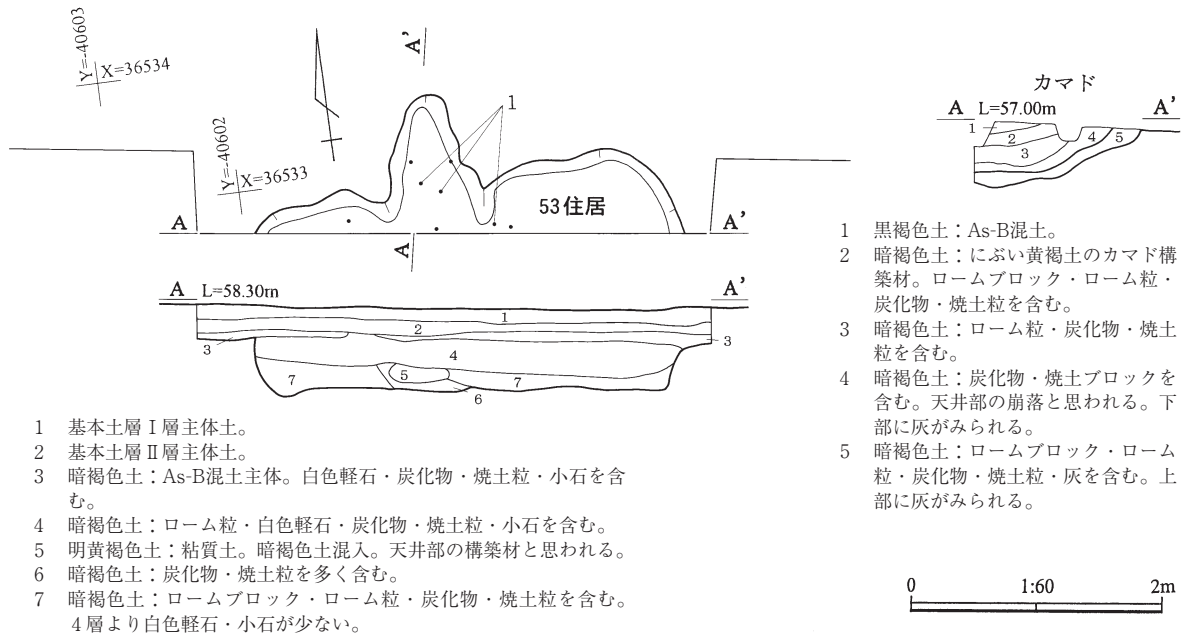 Y=-40603
X=36534
A'
1
Y=-40602
X=36533
53住居
A
A'
A
A L=58.30m A'
1
2
3
3
4
5
7
7
6
カマド
A L=57.00m A'
1
2
3
4
5
1 基本土層Ⅰ層主体土。
2 基本土層Ⅱ層主体土。
3 暗褐色土：As-B混土主体。白色軽石・炭化物・焼土粒・小石を含
む。
4 暗褐色土：ローム粒・白色軽石・炭化物・焼土粒・小石を含む。
5 明黄褐色土：粘質土。暗褐色土混入。天井部の構築材と思われる。
6 暗褐色土：炭化物・焼土粒を多く含む。
7 暗褐色土：ロームブロック・ローム粒・炭化物・焼土粒を含む。
4層より白色軽石・小石が少ない。
1 黒褐色土：As-B混土。
2 暗褐色土：にぶい黄褐土のカマド構
築材。ロームブロック・ローム粒・
炭化物・焼土粒を含む。
3 暗褐色土：ローム粒・炭化物・焼土
粒を含む。
4 暗褐色土：炭化物・焼土ブロックを
含む。天井部の崩落と思われる。下
部に灰がみられる。
5 暗褐色土：ロームブロック・ローム
粒・炭化物・焼土粒・灰を含む。上
部に灰がみられる。
0 1:60 2m